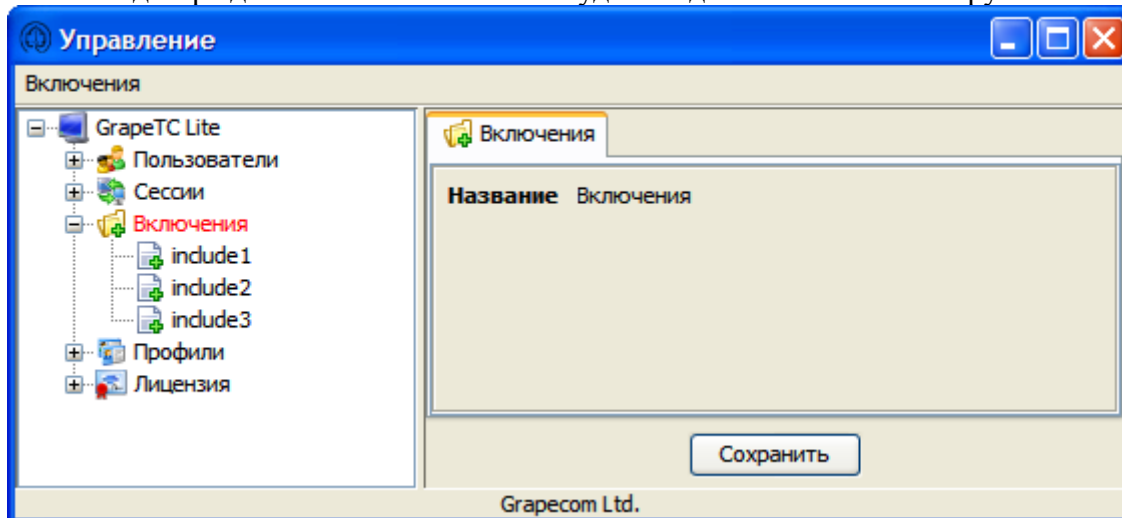 Управление
Включения
GrapeTC Lite
Пользователи
Сессии
Включения
include1
include2
include3
Профили
Лицензия
Включения
Название Включения
Сохранить
Grapecom Ltd.